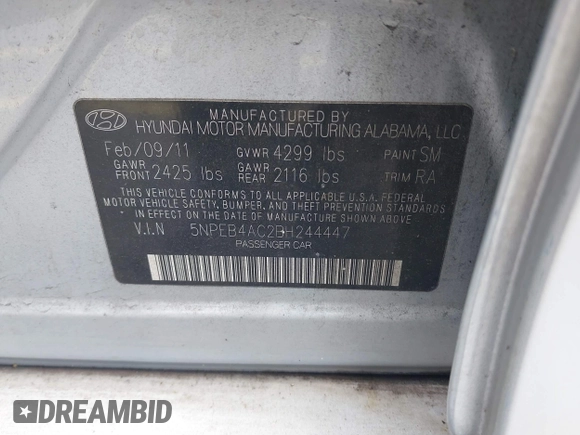 MANUFACTURED BY
HYUNDAI MOTOR MANUFACTURING ALABAMA, LLC
Feb/09/11 GVWR 4299 lbs PAINT SM
GAWR FRONT 2425 lbs GAWR REAR 2116 lbs TRIM RA
THIS VEHICLE CONFORMS TO ALL APPLICABLE U.S.A. FEDERAL
MOTOR VEHICLE SAFETY, BUMPER, AND THEFT PREVENTION STANDARDS
IN EFFECT ON THE DATE OF MANUFACTURE SHOWN ABOVE
V.I.N 5NPEB4AC2BH244447
PASSENGER CAR
DREAMBID